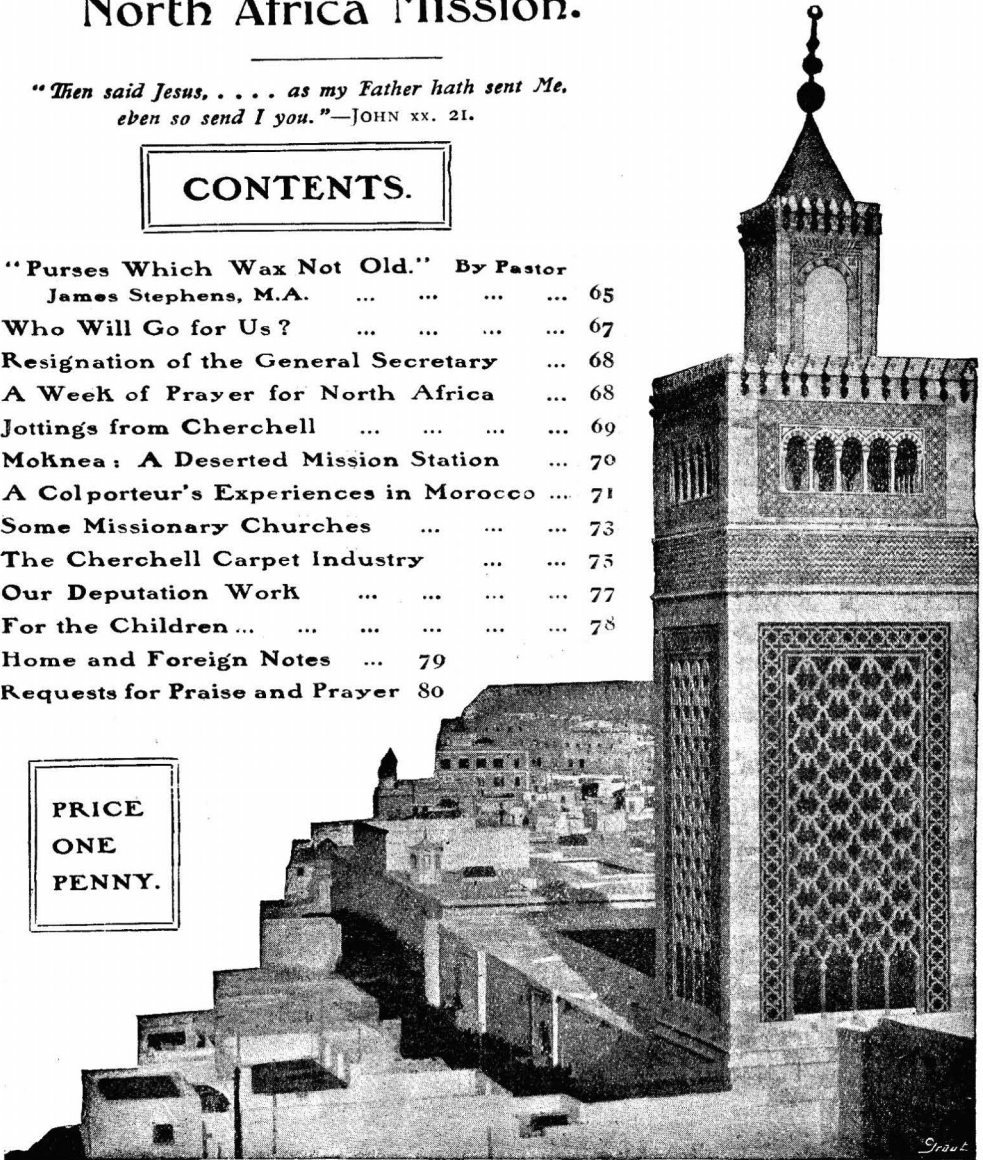 North Africa Mission.
"Then said Jesus, . . . . as my Father hath sent Me,
eben so send I you."—JOHN xx. 21.
CONTENTS.
"Purses Which Wax Not Old." By Pastor
James Stephens, M.A. ... ... ... ... 65
Who Will Go for Us? ... ... ... ... 67
Resignation of the General Secretary ... 68
A Week of Prayer for North Africa ... 68
Jottings from Cherchell ... ... ... ... 69
Moknea: A Deserted Mission Station ... 70
A Colporteur's Experiences in Morocco ... 71
Some Missionary Churches ... ... ... 73
The Cherchell Carpet Industry ... ... 75
Our Deputation Work ... ... ... ... 77
For the Children ... ... ... ... ... ... 78
Home and Foreign Notes ... 79
Requests for Praise and Prayer 80
PRICE
ONE
PENNY.